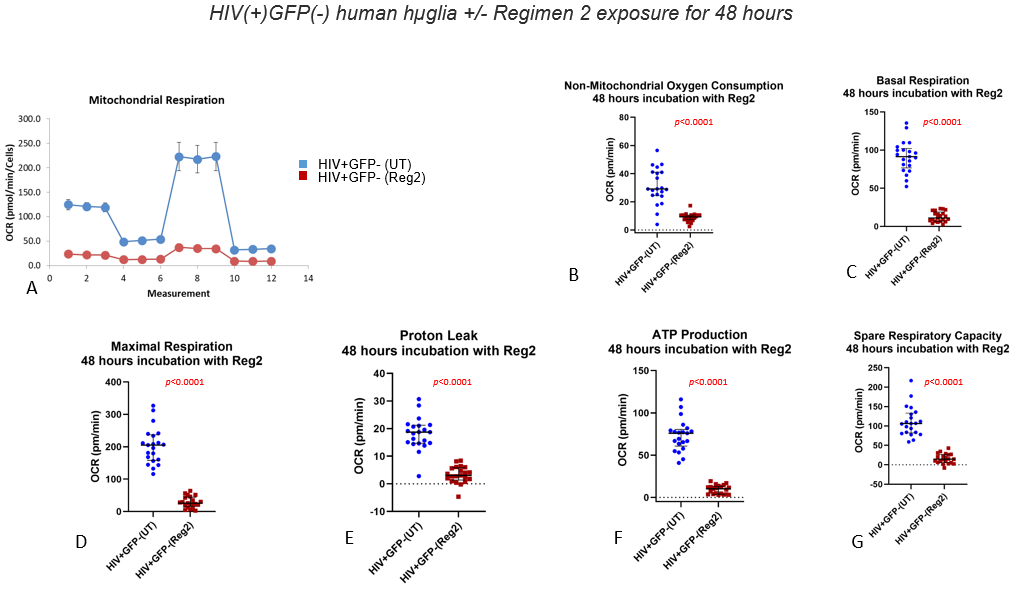 HIV(+)GFP(-) human hµglia +/- Regimen 2 exposure for 48 hours
Mitochondrial Respiration
OCR (pmol/min/Cells)
300.0
250.0
200.0
150.0
100.0
50.0
0.0
0
2
4
6
8
10
12
14
Measurement
HIV+GFP- (UT)
HIV+GFP- (Reg2)
A
Non-Mitochondrial Oxygen Consumption
48 hours incubation with Reg2
p<0.0001
OCR (pm/min)
80
60
40
20
0
HIV+GFP-(UT)
HIV+GFP-(Reg2)
B
Basal Respiration
48 hours incubation with Reg2
p<0.0001
OCR (pm/min)
150
100
50
0
HIV+GFP-(UT)
HIV+GFP-(Reg2)
C
Maximal Respiration
48 hours incubation with Reg2
p<0.0001
OCR (pm/min)
400
300
200
100
0
HIV+GFP-(UT)
HIV+GFP-(Reg2)
D
Proton Leak
48 hours incubation with Reg2
p<0.0001
OCR (pm/min)
40
30
20
10
0
-10
HIV+GFP-(UT)
HIV+GFP-(Reg2)
E
ATP Production
48 hours incubation with Reg2
p<0.0001
OCR (pm/min)
150
100
50
0
HIV+GFP-(UT)
HIV+GFP-(Reg2)
F
Spare Respiratory Capacity
48 hours incubation with Reg2
p<0.0001
OCR (pm/min)
250
200
150
100
50
0
-50
HIV+GFP-(UT)
HIV+GFP-(Reg2)
G